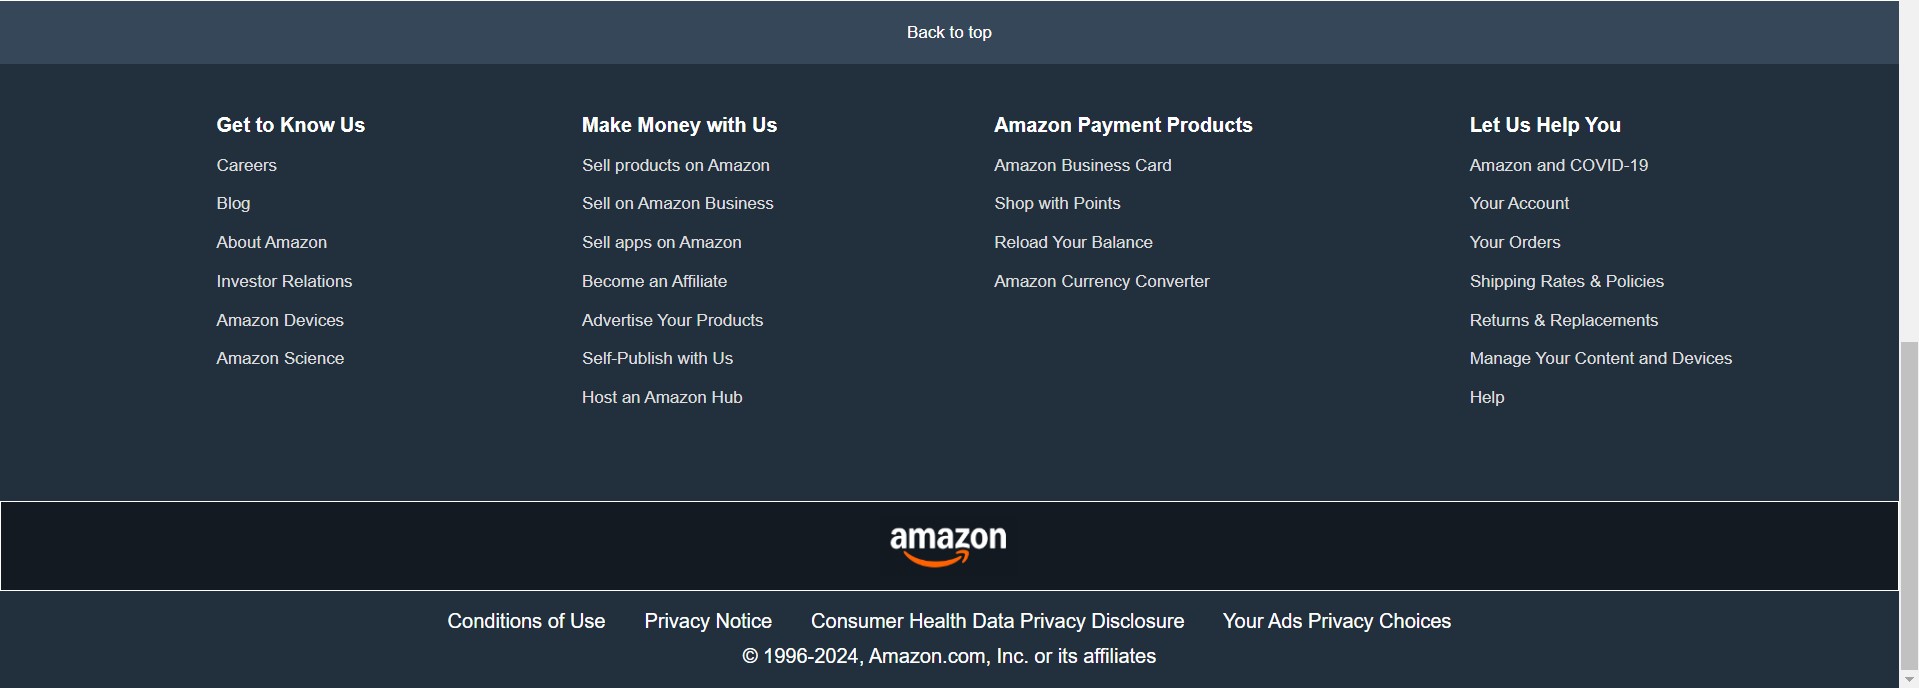 Back to top
Get to Know Us
Careers
Blog
About Amazon
Investor Relations
Amazon Devices
Amazon Science
Make Money with Us
Sell products on Amazon
Sell on Amazon Business
Sell apps on Amazon
Become an Affiliate
Advertise Your Products
Self-Publish with Us
Host an Amazon Hub
Amazon Payment Products
Amazon Business Card
Shop with Points
Reload Your Balance
Amazon Currency Converter
Let Us Help You
Amazon and COVID-19
Your Account
Your Orders
Shipping Rates & Policies
Returns & Replacements
Manage Your Content and Devices
Help
amazon
Conditions of Use Privacy Notice Consumer Health Data Privacy Disclosure Your Ads Privacy Choices
© 1996-2024, Amazon.com, Inc. or its affiliates